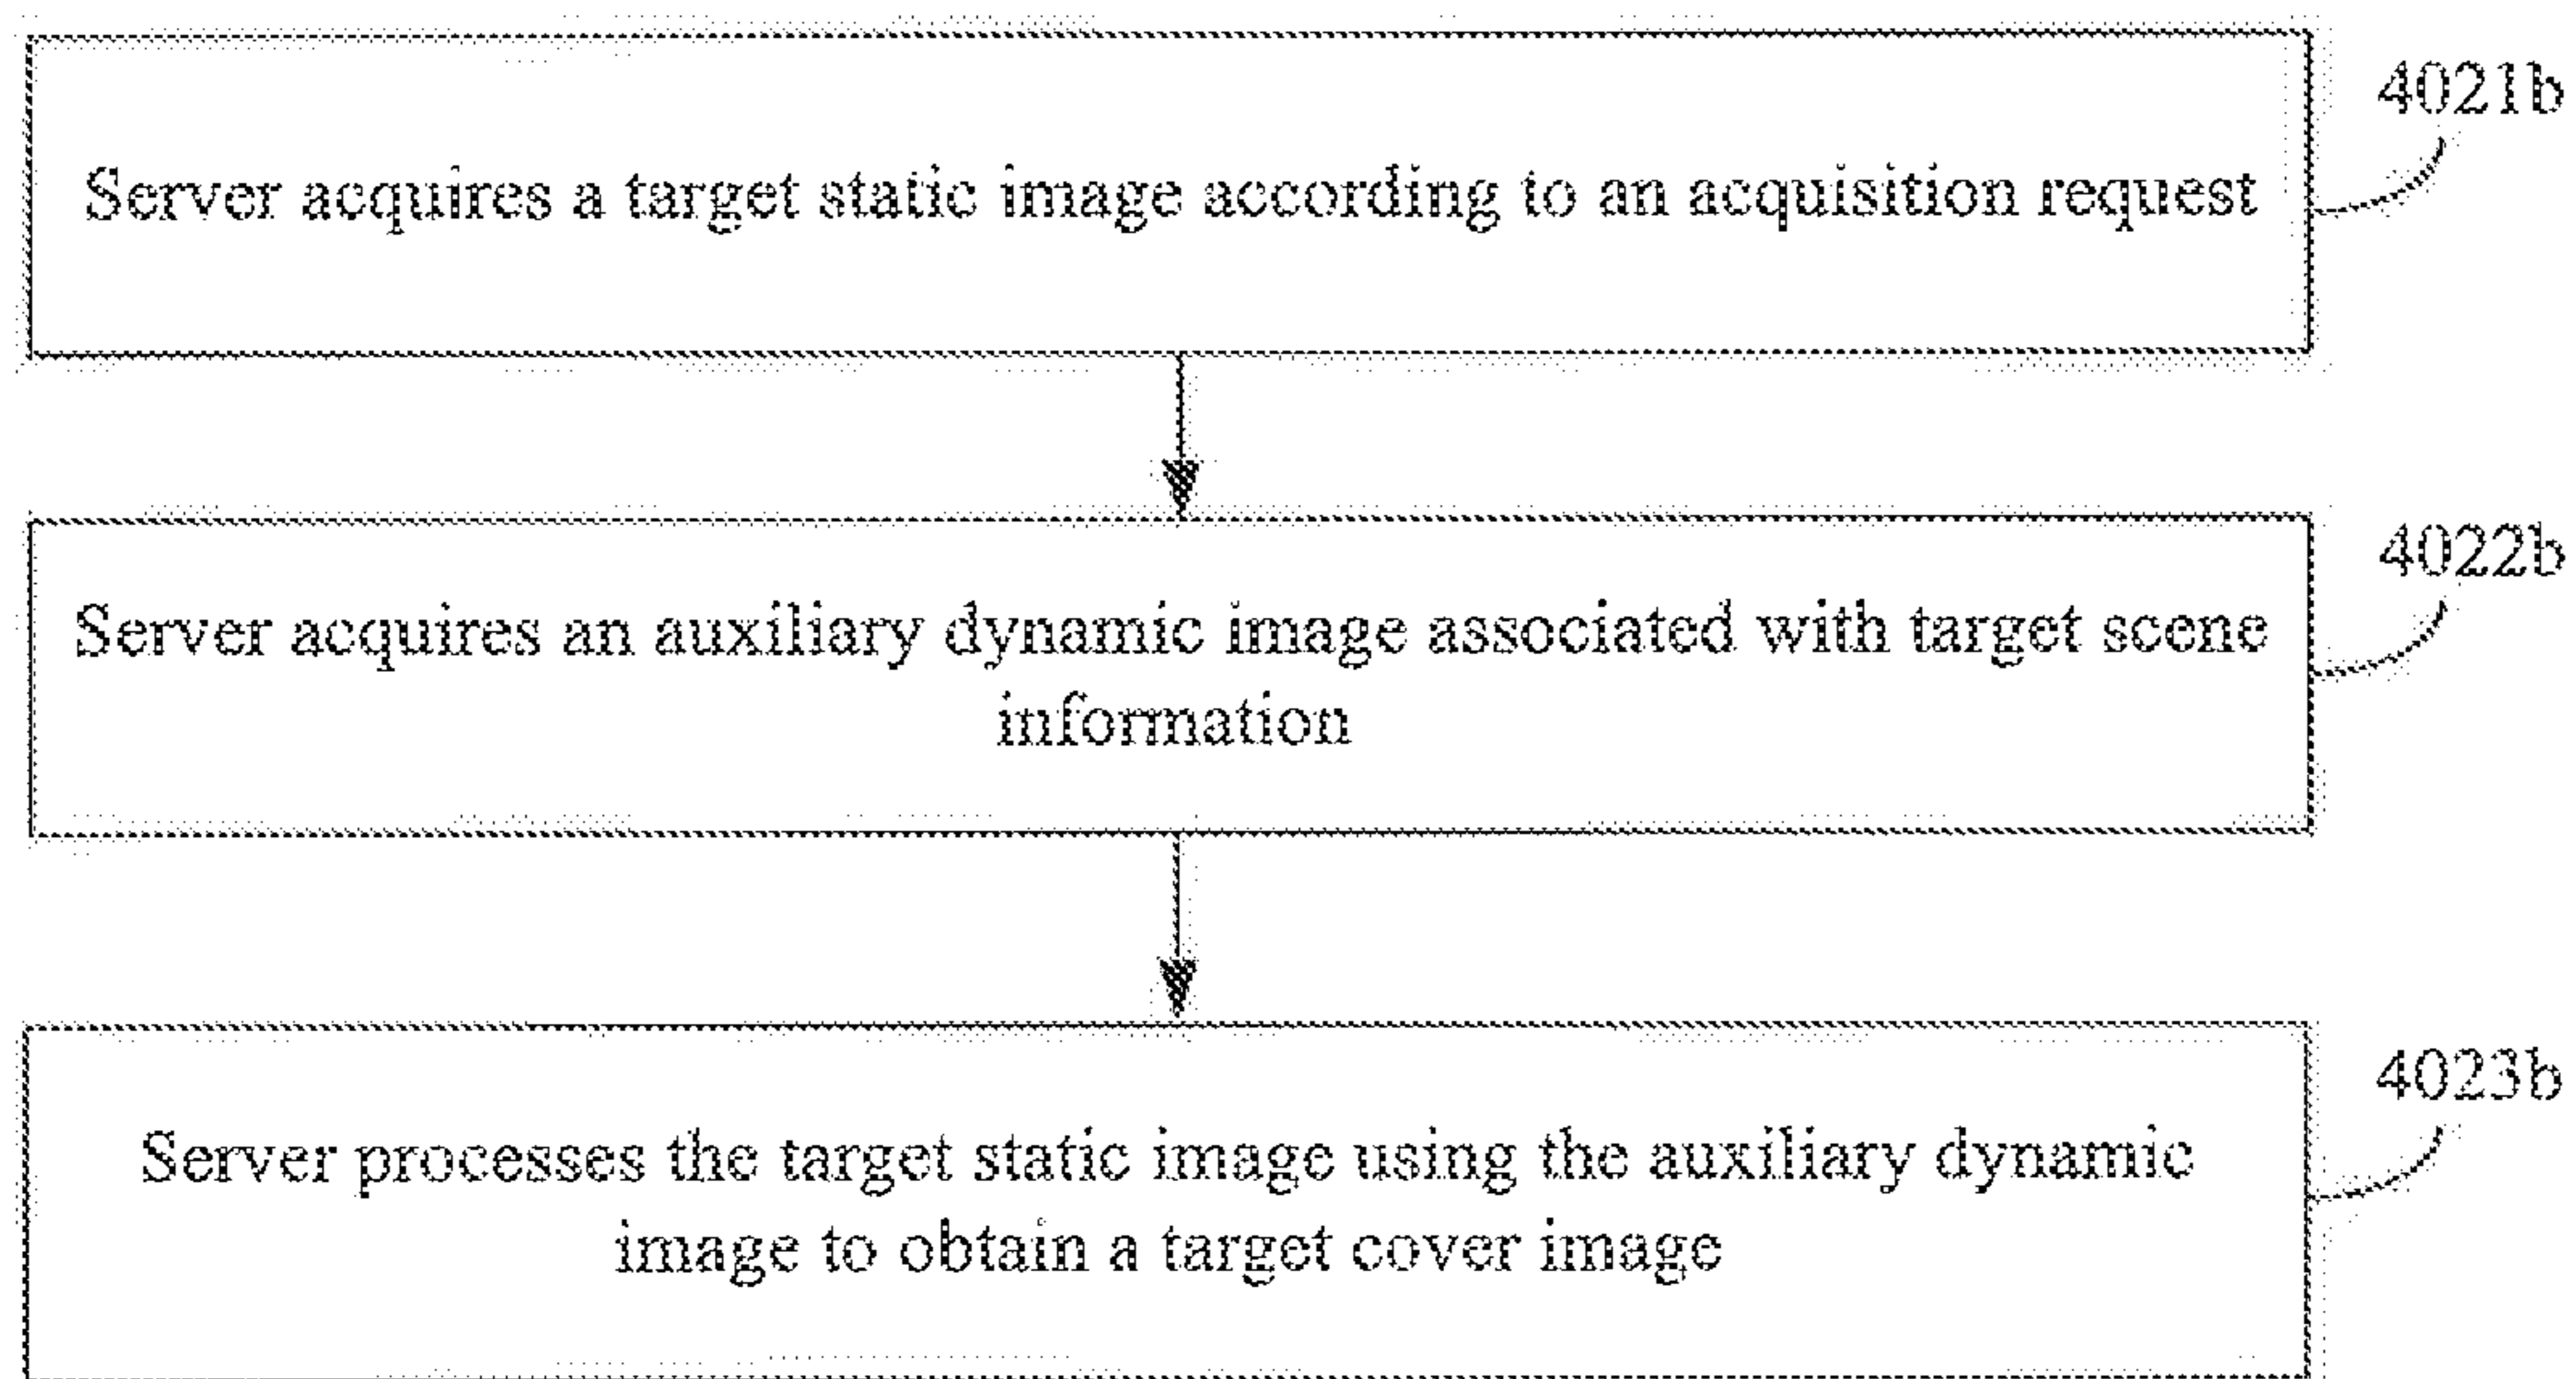 4021b
Server acquires a target static image according to an acquisition request
4022b
Server acquires an auxiliary dynamic image associated with target scene
information
4023b
Server processes the target static image using the auxiliary dynamic
image to obtain a target cover image